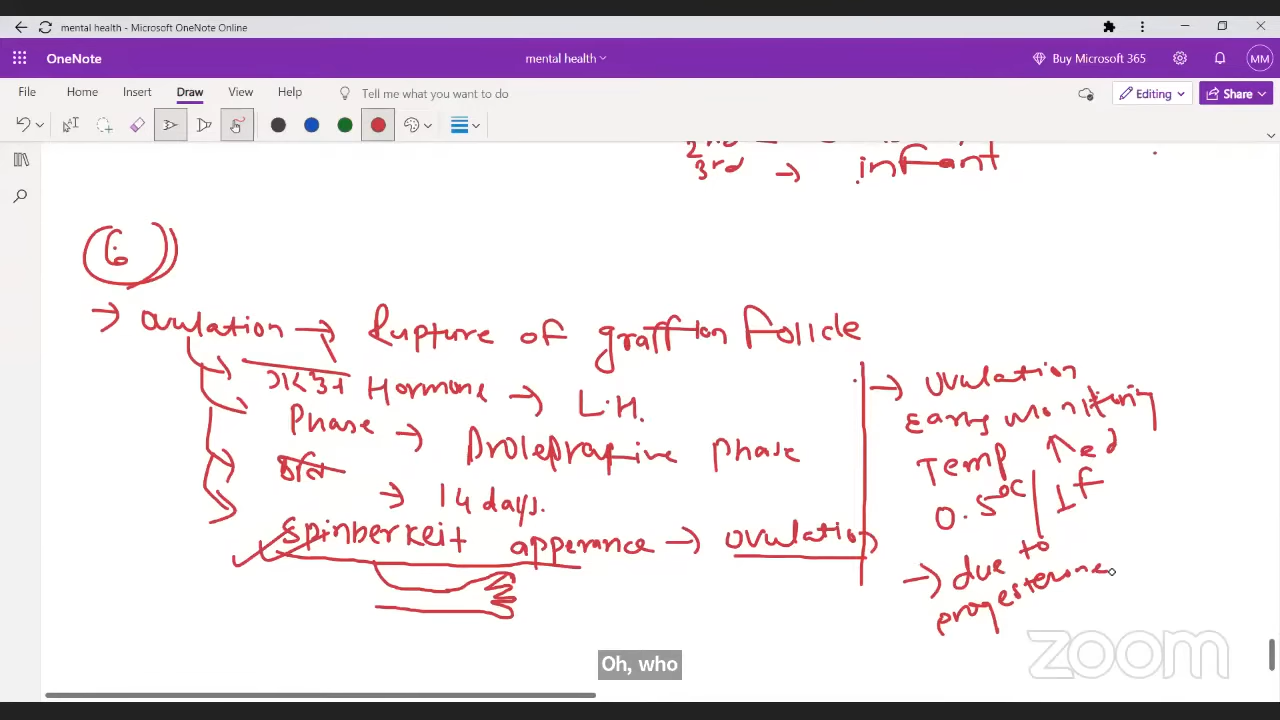 mental health - Microsoft OneNote Online
OneNote
mental health
Buy Microsoft 365
MM
File Home Insert Draw View Help Tell me what you want to do
Editing
Share
2nd
3rd → infant
6
→ ovulation → Rupture of graffian follicle
Hormone → L.H.
Phase → Proleprative phase
→ 14 days.
Spinberkeit apperance → ovulation
→ ovulation
Early monitoring
Temp ↑ed
0.5°C | 1 F
→ due to
progesterone
Oh, who
zoom